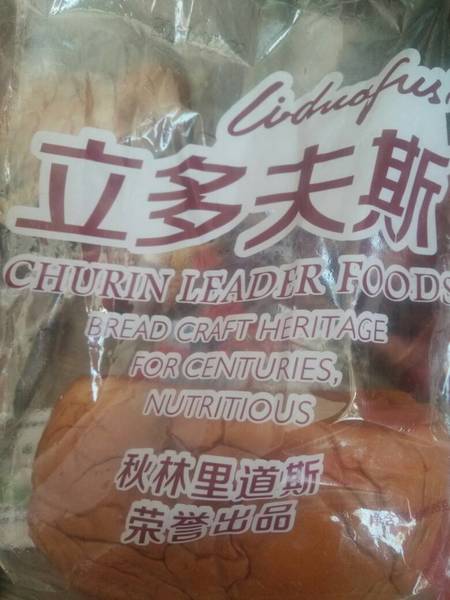 Liduofus
立多夫斯
CHURIN LEADER FOODS
BREAD CRAFT HERITAGE
FOR CENTURIES,
NUTRITIOUS
秋林里道斯
荣誉出品